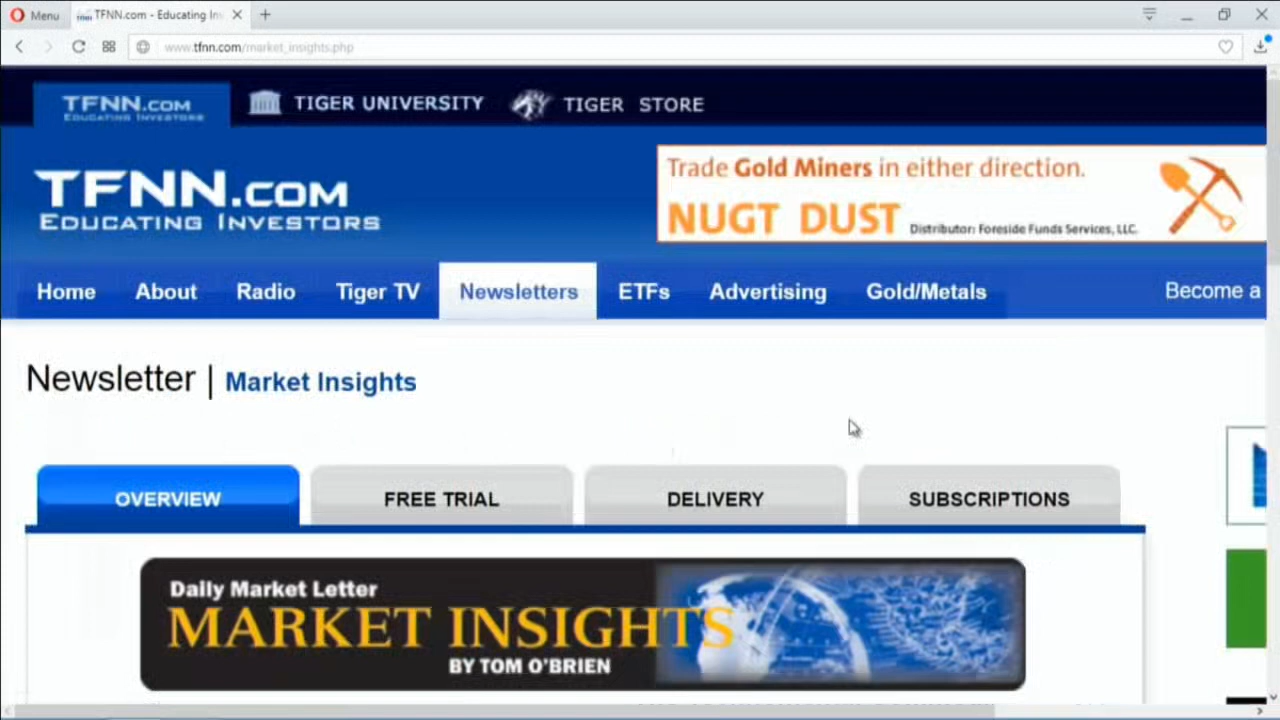 Menu
TFNN.com - Educating In
www.tfnn.com/market_insights.php
TFNN.COM
EDUCATING INVESTORS
TIGER UNIVERSITY
TIGER STORE
TFNN.COM
EDUCATING INVESTORS
Trade Gold Miners in either direction.
NUGT DUST Distributor: Foreside Funds Services, LLC.
Home About Radio Tiger TV Newsletters ETFs Advertising Gold/Metals Become a
Newsletter | Market Insights
OVERVIEW FREE TRIAL DELIVERY SUBSCRIPTIONS
Daily Market Letter
MARKET INSIGHTS
BY TOM O'BRIEN